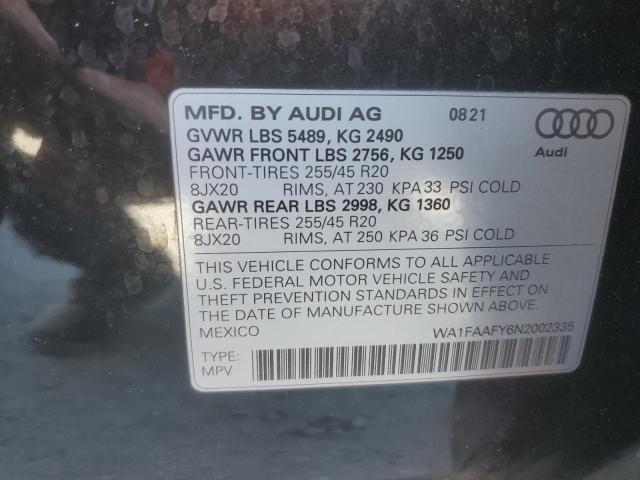 MFD. BY AUDI AG 08 21
GVWR LBS 5489, KG 2490
GAWR FRONT LBS 2756, KG 1250
FRONT-TIRES 255/45 R20
8JX20 RIMS, AT 230 KPA 33 PSI COLD
GAWR REAR LBS 2998, KG 1360
REAR-TIRES 255/45 R20
8JX20 RIMS, AT 250 KPA 36 PSI COLD
Audi
THIS VEHICLE CONFORMS TO ALL APPLICABLE
U.S. FEDERAL MOTOR VEHICLE SAFETY AND
THEFT PREVENTION STANDARDS IN EFFECT ON
THE DATE OF MANUFACTURE SHOWN ABOVE.
MEXICO WA1FAAFY6N2002335
TYPE:
MPV